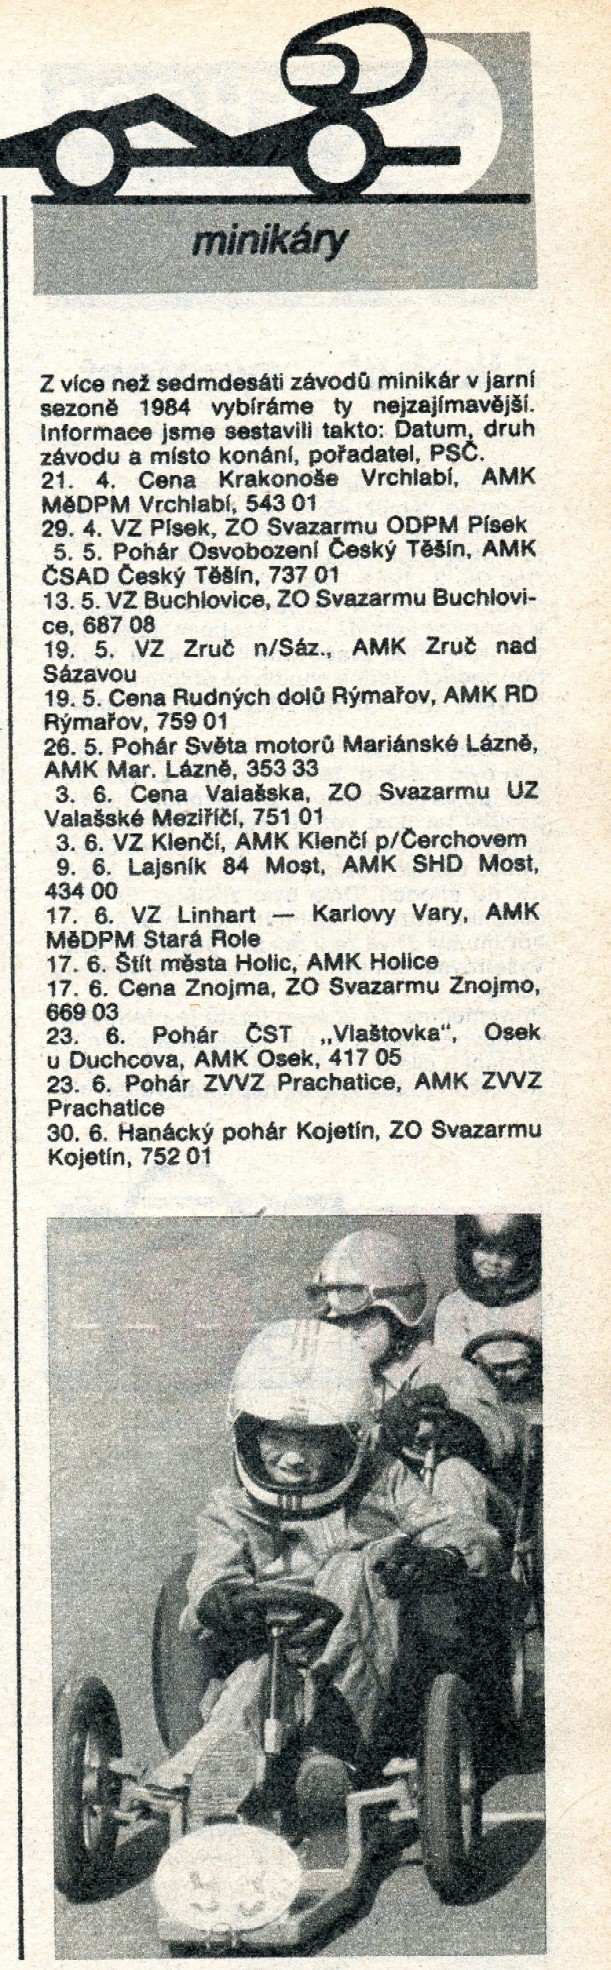 minikáry
Z více než sedmdesáti závodů minikár v jarní
sezoně 1984 vybíráme ty nejzajímavější.
Informace jsme sestavili takto: Datum, druh
závodu a místo konání, pořadatel, PSČ.
21. 4. Cena Krakonoše Vrchlabí, AMK
MěDPM Vrchlabí, 543 01
29. 4. VZ Písek, ZO Svazarmu ODPM Písek
5. 5. Pohár Osvobození Český Těšín, AMK
ČSAD Český Těšín, 737 01
13. 5. VZ Buchlovice, ZO Svazarmu Buchlovi-
ce, 687 08
19. 5. VZ Zruč n/Sáz., AMK Zruč nad
Sázavou
19. 5. Cena Rudných dolů Rýmařov, AMK RD
Rýmařov, 759 01
26. 5. Pohár Světa motorů Mariánské Lázně,
AMK Mar. Lázně, 353 33
3. 6. Cena Valašska, ZO Svazarmu UZ
Valašské Meziříčí, 751 01
3. 6. VZ Klenčí, AMK Klenčí p/Čerchovem
9. 6. Lajsník 84 Most, AMK SHD Most,
434 00
17. 6. VZ Linhart — Karlovy Vary, AMK
MěDPM Stará Role
17. 6. Štít města Holic, AMK Holice
17. 6. Cena Znojma, ZO Svazarmu Znojmo,
669 03
23. 6. Pohár ČST „Vlaštovka“, Osek
u Duchcova, AMK Osek, 417 05
23. 6. Pohár ZVVZ Prachatice, AMK ZVVZ
Prachatice
30. 6. Hanácký pohár Kojetín, ZO Svazarmu
Kojetín, 752 01